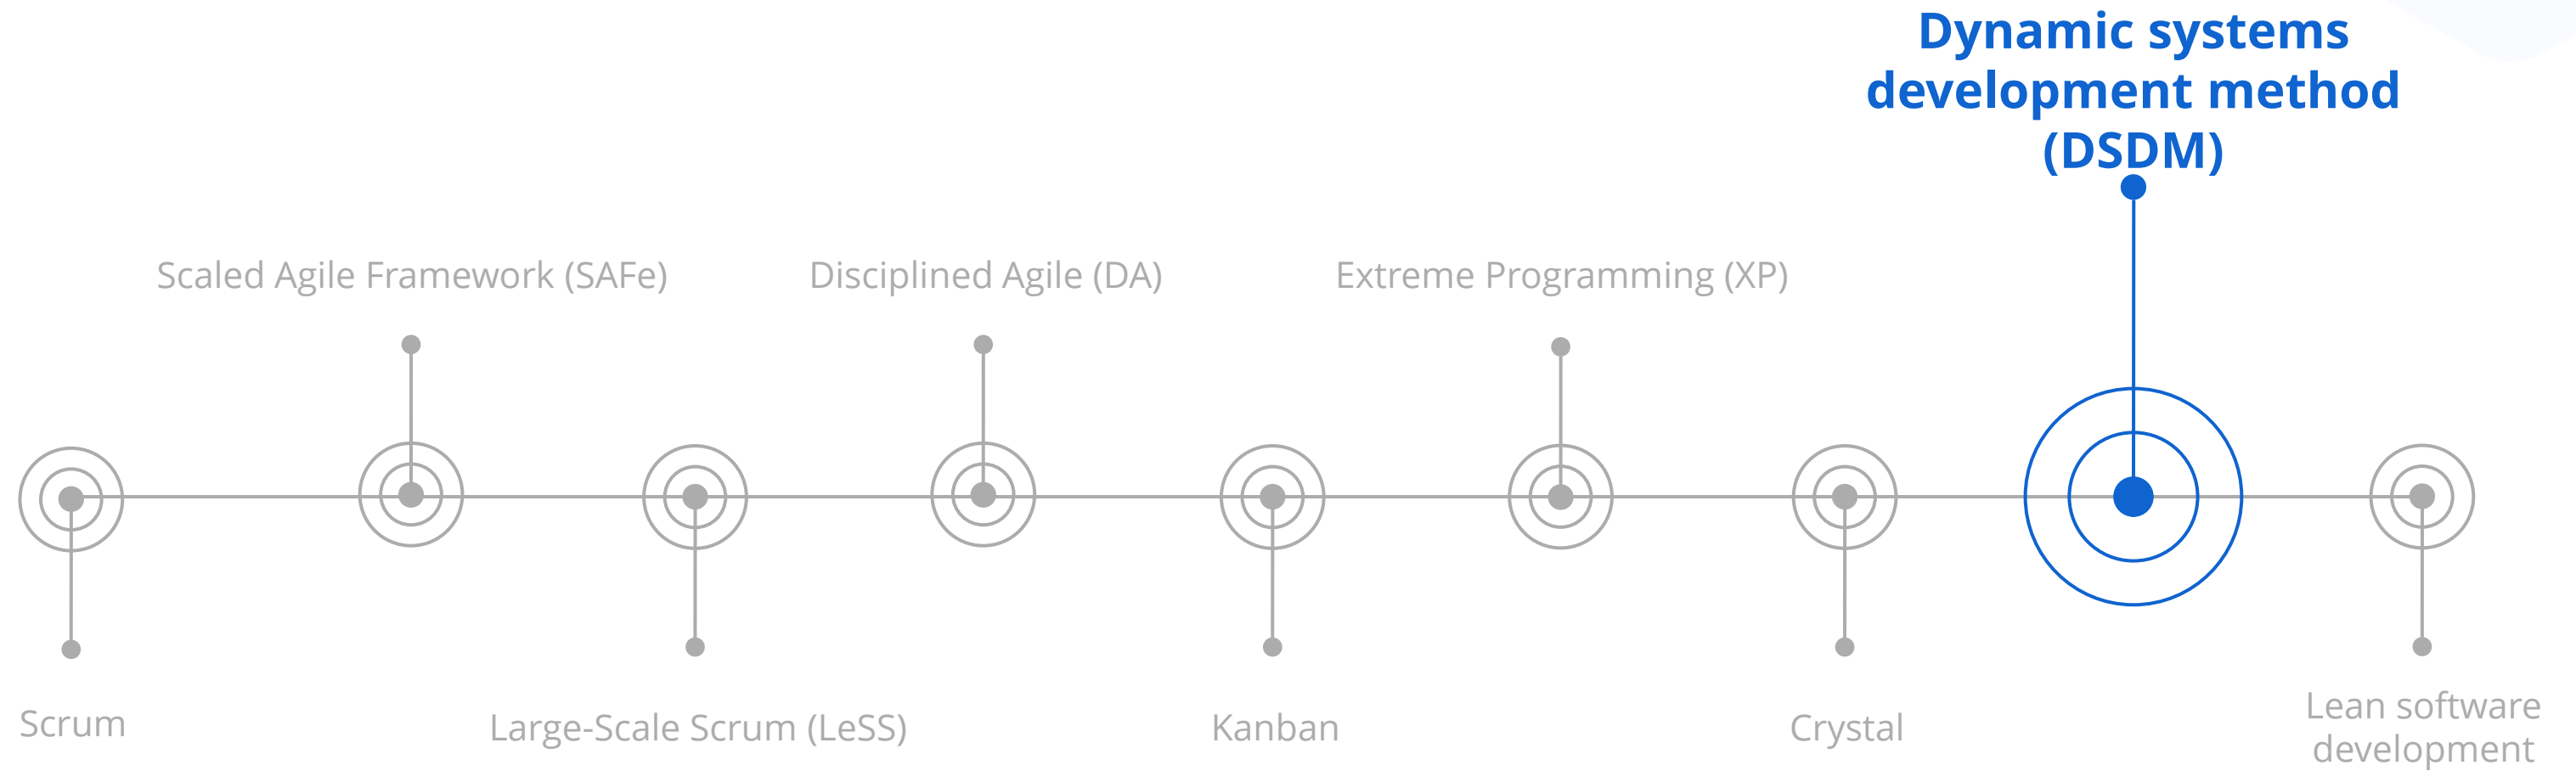 Dynamic systems
development method
(DSDM)
Scaled Agile Framework (SAFe)
Disciplined Agile (DA)
Extreme Programming (XP)
Scrum
Large-Scale Scrum (LeSS)
Kanban
Crystal
Lean software
development